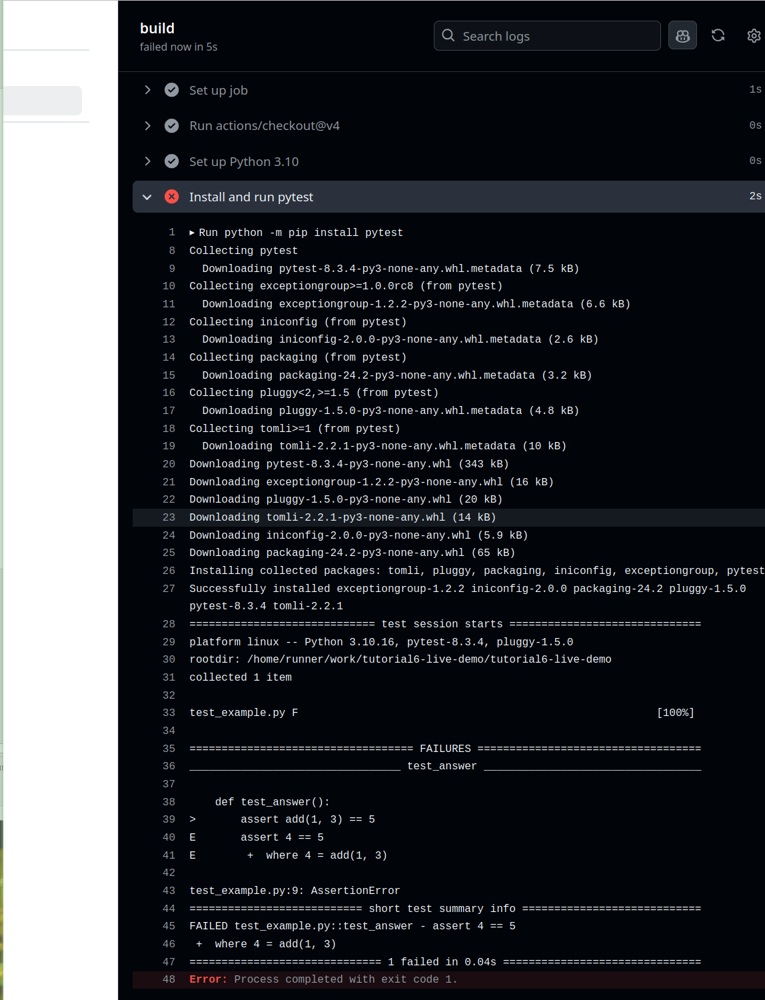 build
failed now in 5s
Search logs
Set up job 1s
Run actions/checkout@v4 0s
Set up Python 3.10 0s
Install and run pytest 2s
1 ▶ Run python -m pip install pytest
8 Collecting pytest
9   Downloading pytest-8.3.4-py3-none-any.whl.metadata (7.5 kB)
10 Collecting exceptiongroup>=1.0.0rc8 (from pytest)
11   Downloading exceptiongroup-1.2.2-py3-none-any.whl.metadata (6.6 kB)
12 Collecting iniconfig (from pytest)
13   Downloading iniconfig-2.0.0-py3-none-any.whl.metadata (2.6 kB)
14 Collecting packaging (from pytest)
15   Downloading packaging-24.2-py3-none-any.whl.metadata (3.2 kB)
16 Collecting pluggy<2,>=1.5 (from pytest)
17   Downloading pluggy-1.5.0-py3-none-any.whl.metadata (4.8 kB)
18 Collecting tomli>=1 (from pytest)
19   Downloading tomli-2.2.1-py3-none-any.whl.metadata (10 kB)
20 Downloading pytest-8.3.4-py3-none-any.whl (343 kB)
21 Downloading exceptiongroup-1.2.2-py3-none-any.whl (16 kB)
22 Downloading pluggy-1.5.0-py3-none-any.whl (20 kB)
23 Downloading tomli-2.2.1-py3-none-any.whl (14 kB)
24 Downloading iniconfig-2.0.0-py3-none-any.whl (5.9 kB)
25 Downloading packaging-24.2-py3-none-any.whl (65 kB)
26 Installing collected packages: tomli, pluggy, packaging, iniconfig, exceptiongroup, pytest
27 Successfully installed exceptiongroup-1.2.2 iniconfig-2.0.0 packaging-24.2 pluggy-1.5.0
pytest-8.3.4 tomli-2.2.1
28 ============================= test session starts ==============================
29 platform linux -- Python 3.10.16, pytest-8.3.4, pluggy-1.5.0
30 rootdir: /home/runner/work/tutorial6-live-demo/tutorial6-live-demo
31 collected 1 item
32
33 test_example.py F                                                        [100%]
34
35 =================================== FAILURES ===================================
36 _________________________________ test_answer __________________________________
37
38     def test_answer():
39 >       assert add(1, 3) == 5
40 E       assert 4 == 5
41 E        +  where 4 = add(1, 3)
42
43 test_example.py:9: AssertionError
44 =========================== short test summary info ============================
45 FAILED test_example.py::test_answer - assert 4 == 5
46  +  where 4 = add(1, 3)
47 ============================== 1 failed in 0.04s ===============================
48 Error: Process completed with exit code 1.